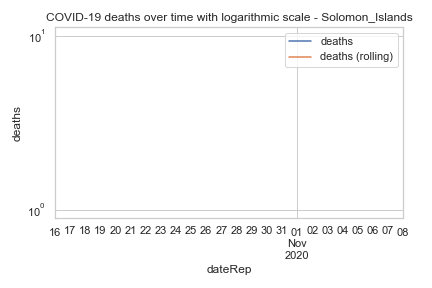 COVID-19 deaths over time with logarithmic scale - Solomon_Islands
10¹
deaths
deaths (rolling)
deaths
10⁰
16 17 18 19 20 21 22 23 24 25 26 27 28 29 30 31 01 02 03 04 05 06 07 08
Nov
2020
dateRep